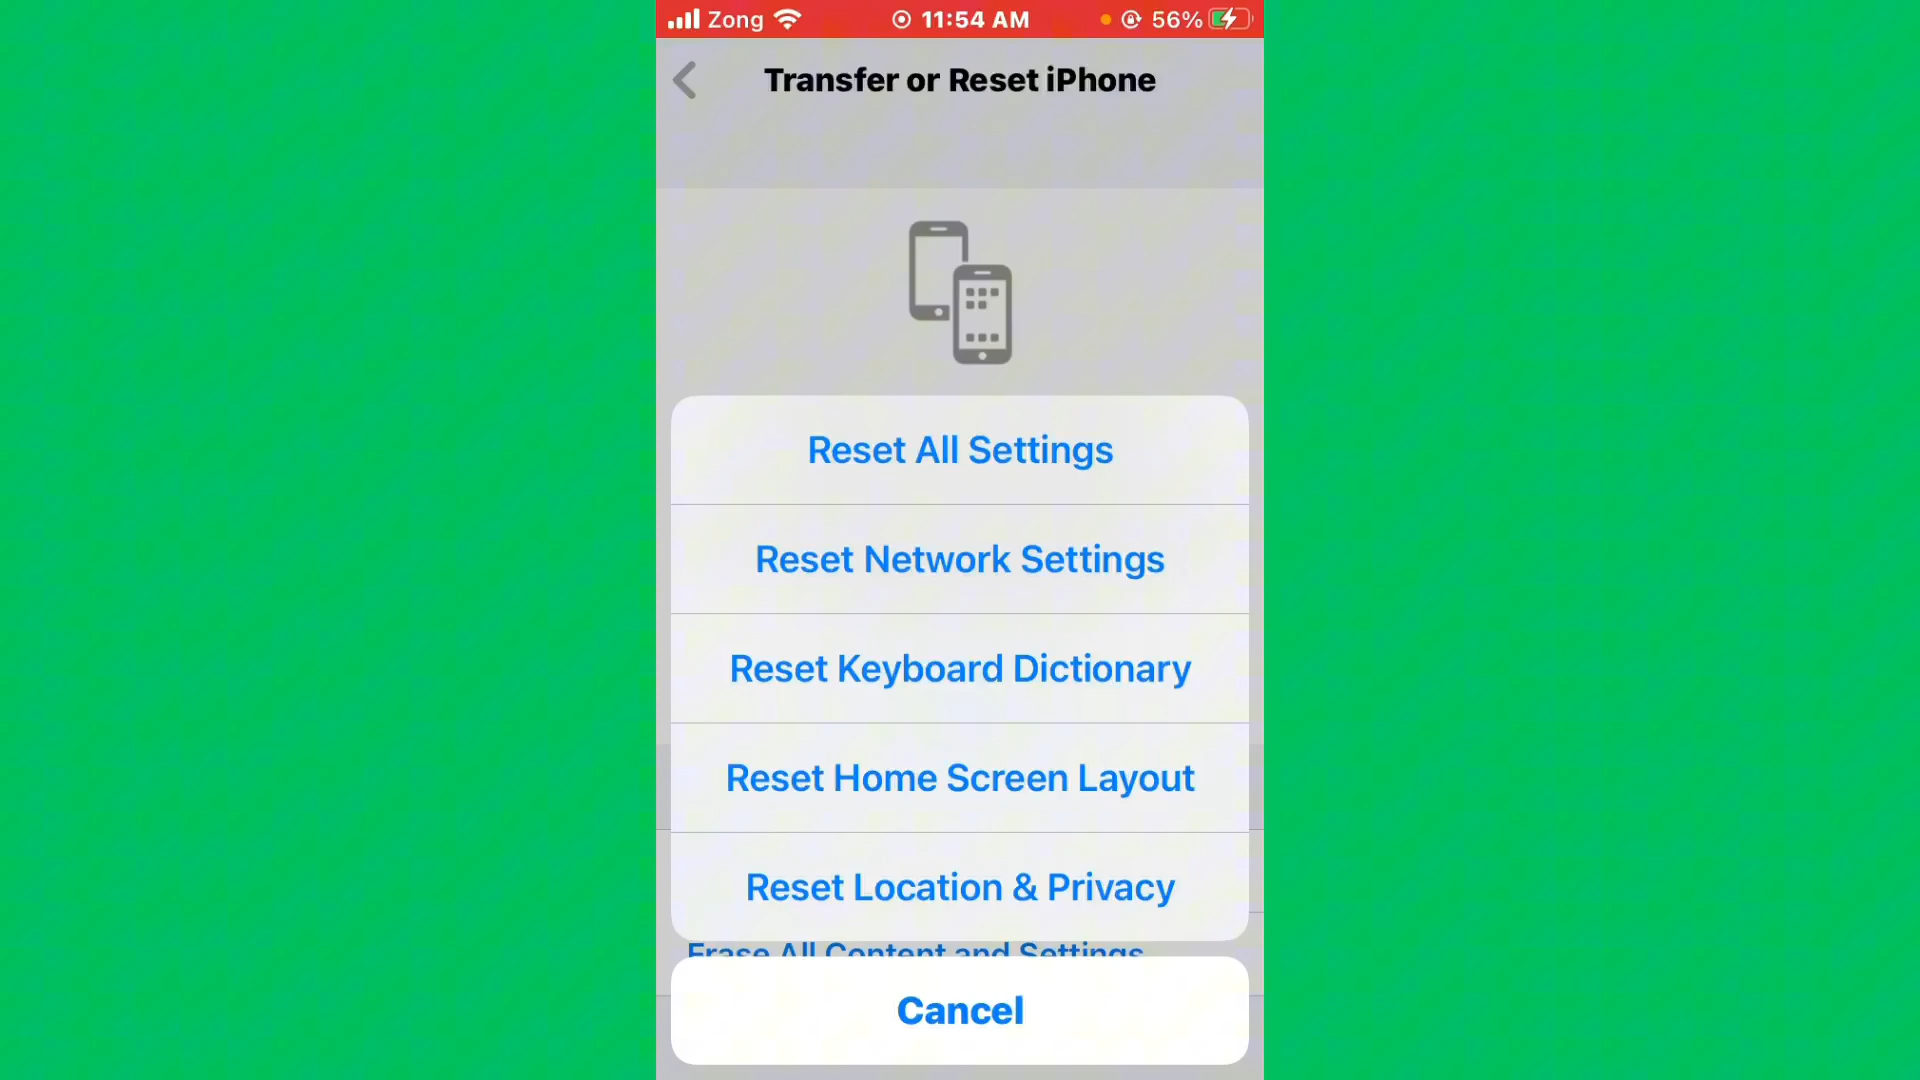 Zong 11:54 AM 56%
Transfer or Reset iPhone
Reset All Settings
Reset Network Settings
Reset Keyboard Dictionary
Reset Home Screen Layout
Reset Location & Privacy
Erase All Content and Settings
Cancel